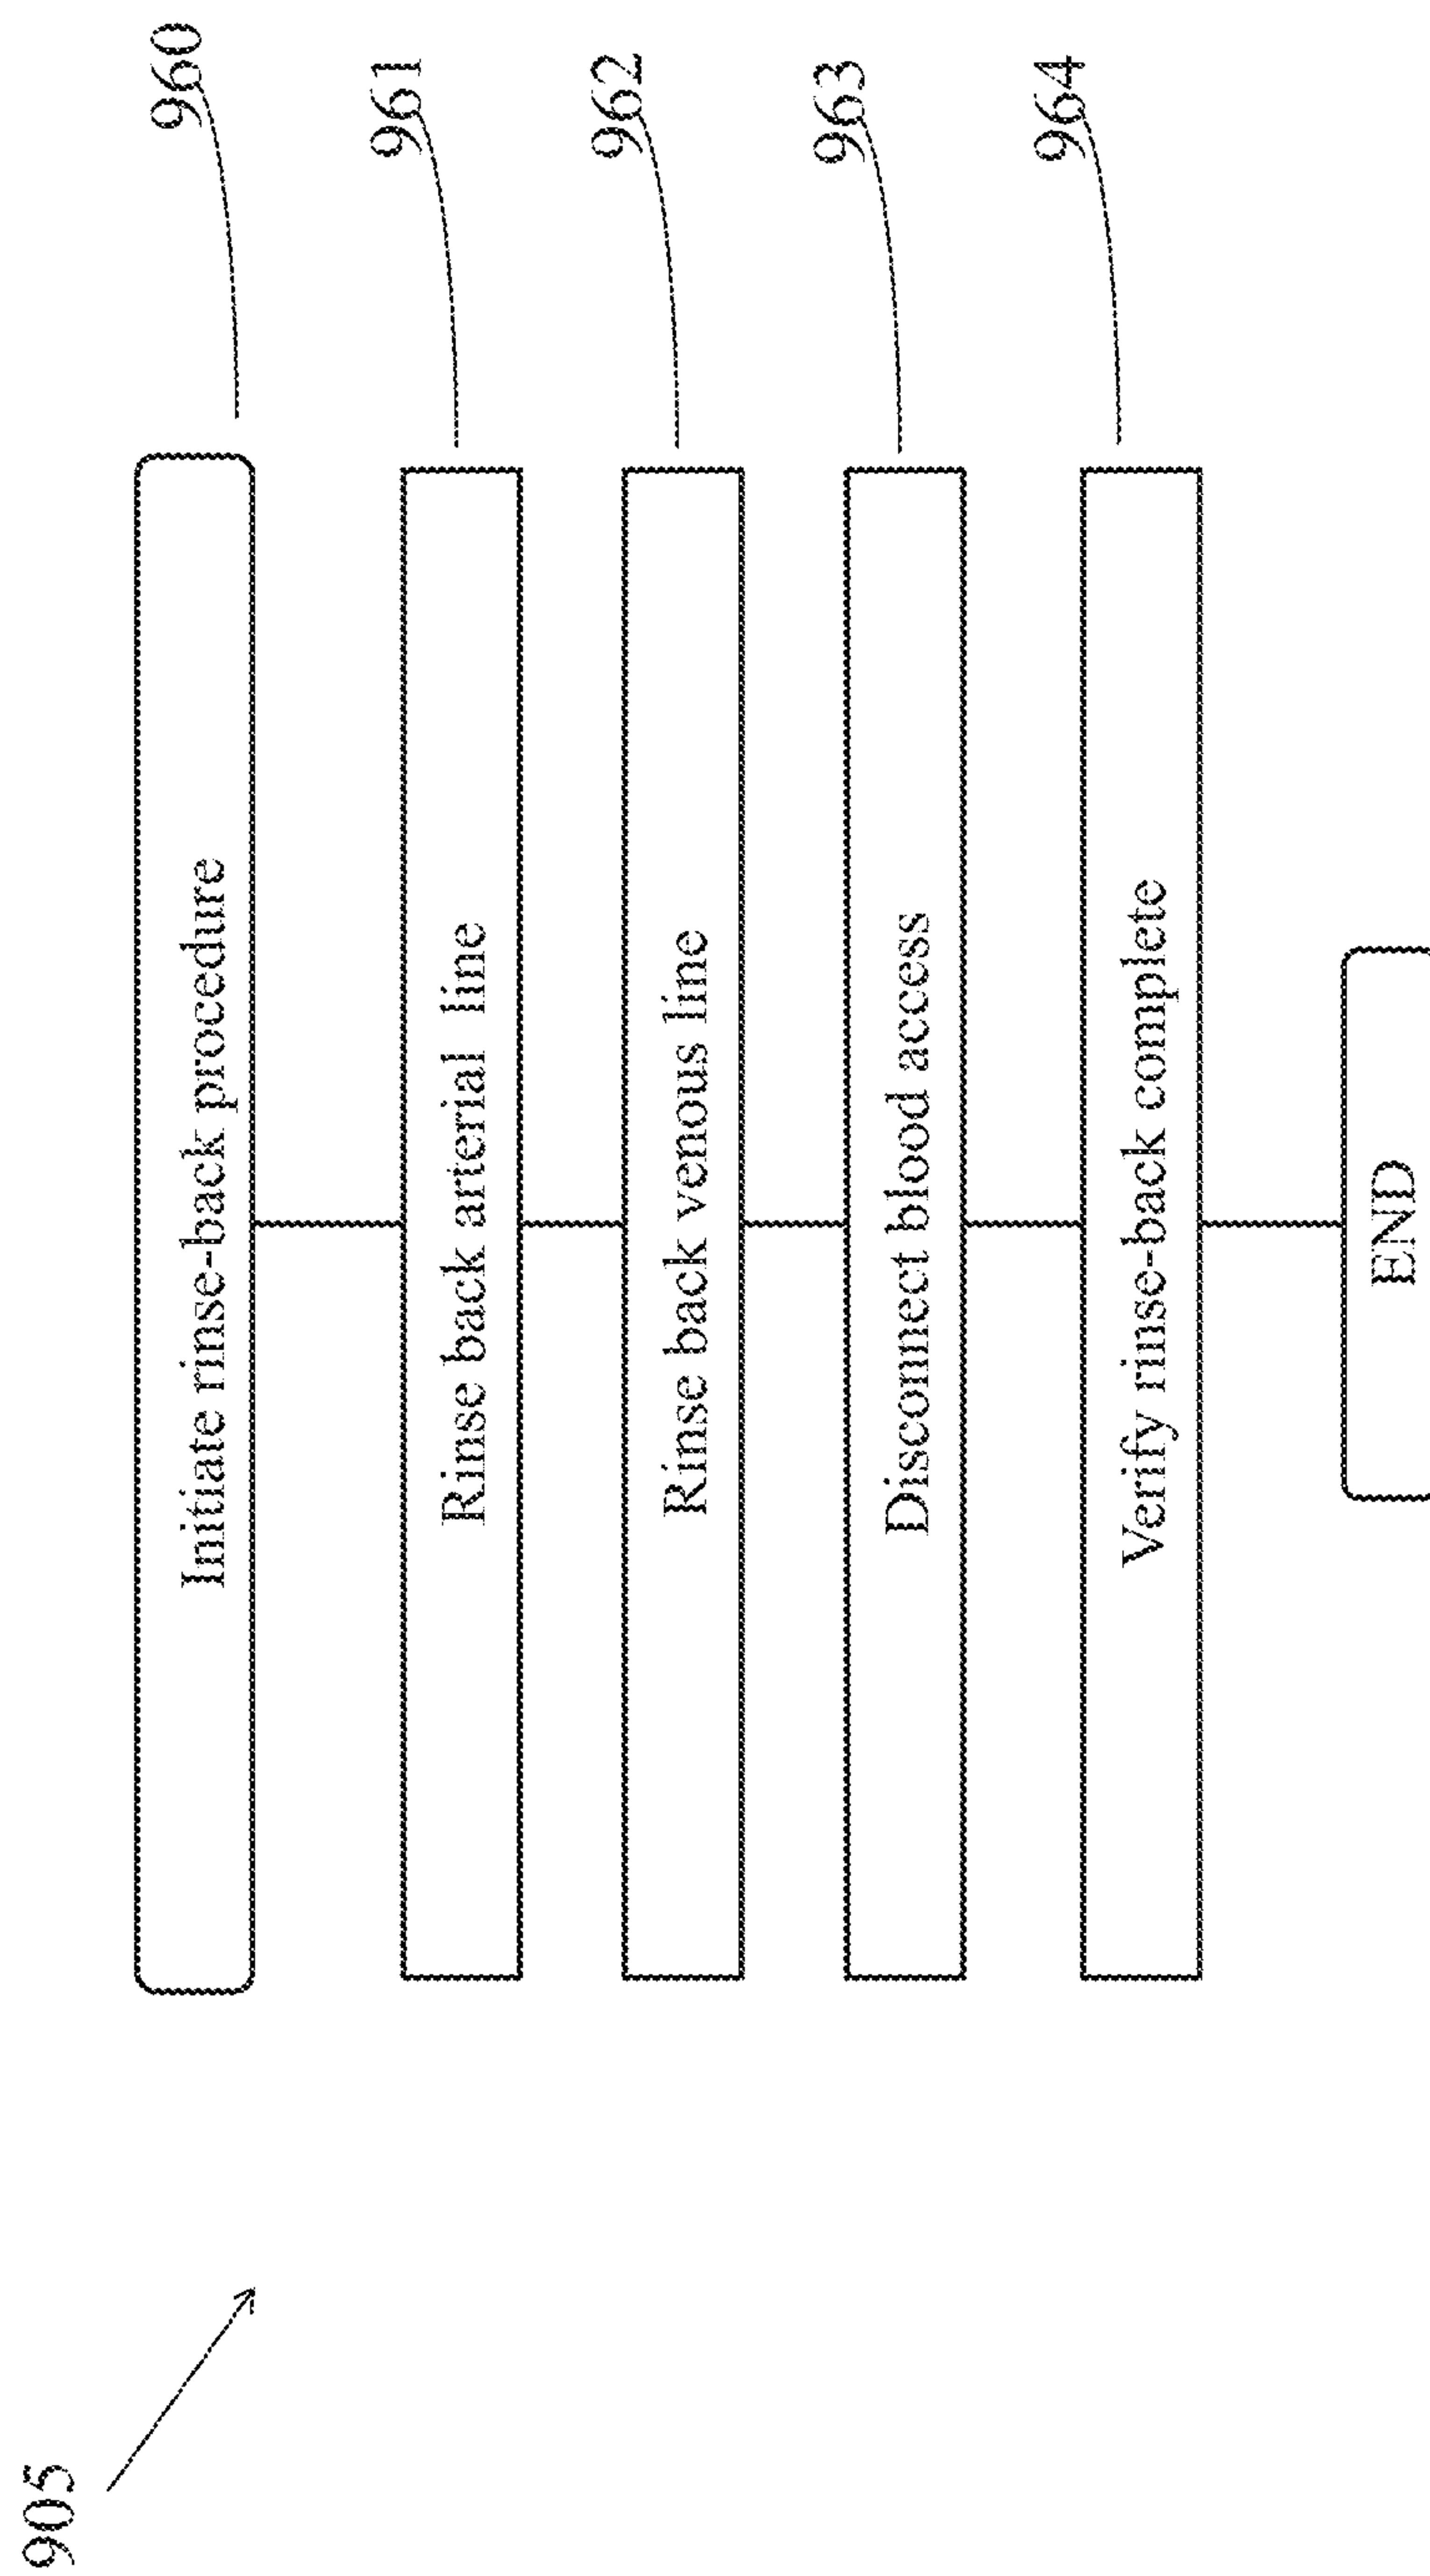 905
Initiate rinse-back procedure
960
Rinse back arterial line
961
Rinse back venous line
962
Disconnect blood access
963
Verify rinse-back complete
964
END